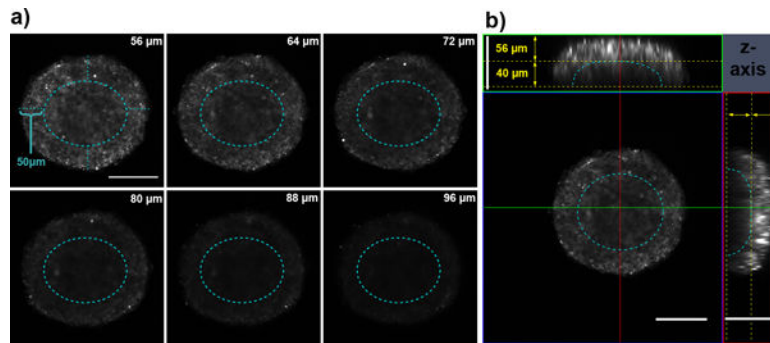 a)
56 µm
64 µm
72 µm
50µm
80 µm
88 µm
96 µm
b)
56 µm
40 µm
z-
axis